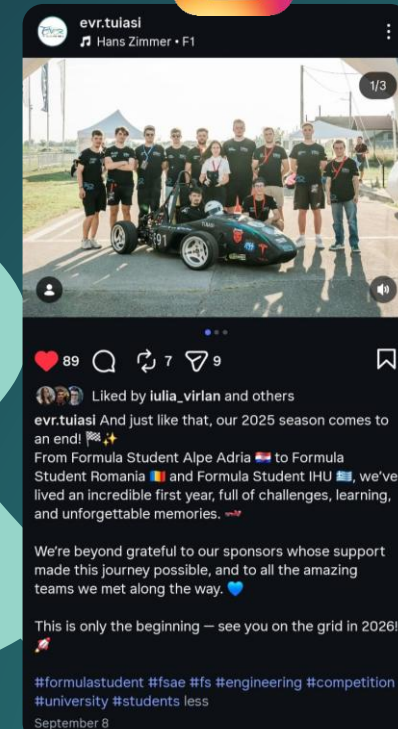 evr.tuiasi
Hans Zimmer • F1
1/3
E91
89
7
9
Liked by iulia_virlan and others
evr.tuiasi And just like that, our 2025 season comes to
an end! 🏁✨
From Formula Student Alpe Adria 🇭🇷 to Formula
Student Romania 🇷🇴 and Formula Student IHU 🇬🇷, we've
lived an incredible first year, full of challenges, learning,
and unforgettable memories. 🏎️
We're beyond grateful to our sponsors whose support
made this journey possible, and to all the amazing
teams we met along the way. 💙
This is only the beginning — see you on the grid in 2026!
🚀
#formulastudent #fsae #fs #engineering #competition
#university #students less
September 8